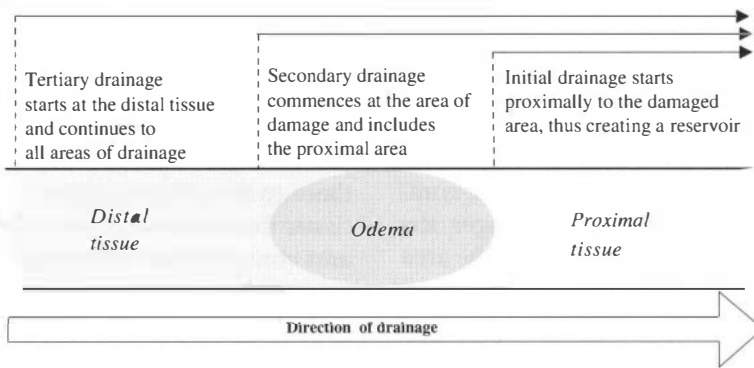 Tertiary drainage
starts at the distal tissue
and continues to
all areas of drainage
Secondary drainage
commences at the area of
damage and includes
the proximal area
Initial drainage starts
proximally to the damaged
area, thus creating a reservoir
Distal
tissue
Odema
Proximal
tissue
Direction of drainage